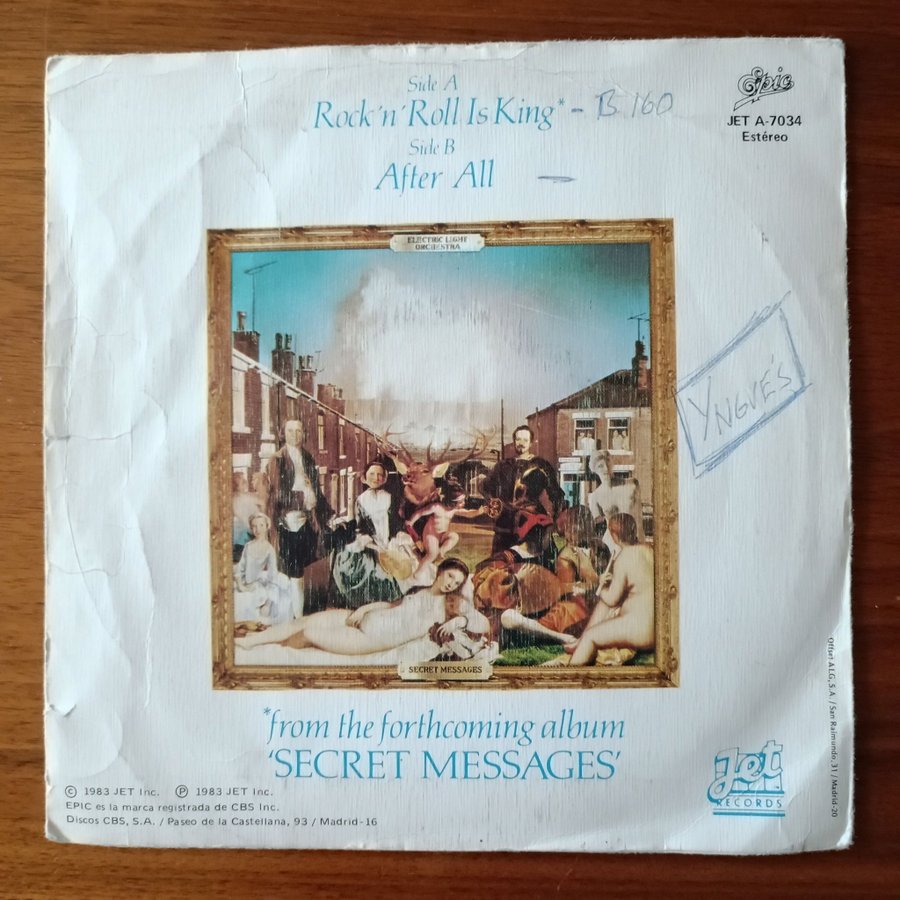 Side A
Rock 'n' Roll Is King* - B 160
Side B
After All —
Epic
JET A-7034
Estéreo
ELECTRIC LIGHT
ORCHESTRA
YNGVE'S
SECRET MESSAGES
*from the forthcoming album
'SECRET MESSAGES'
Jet
RECORDS
© 1983 JET Inc. ℗ 1983 JET Inc.
EPIC es la marca registrada de CBS Inc.
Discos CBS, S.A. / Paseo de la Castellana, 93 / Madrid-16
Offset ALG, S.A. / San Raimundo, 31 / Madrid-20